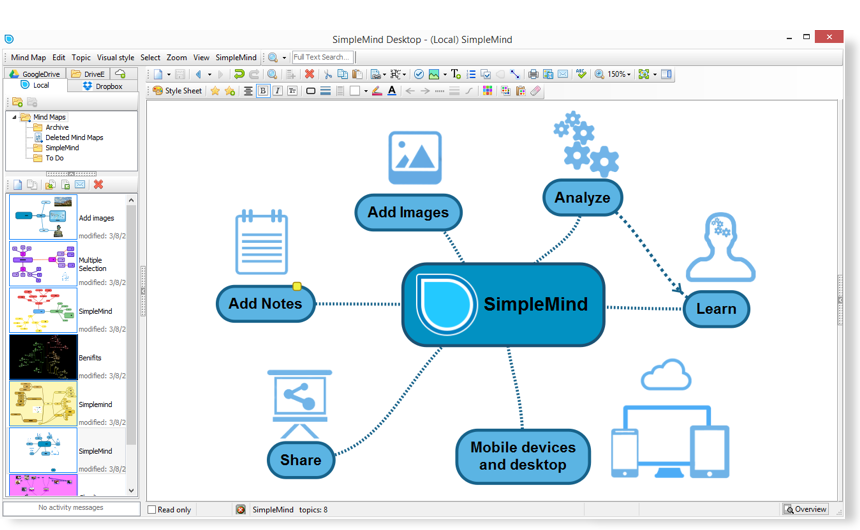 SimpleMind Desktop - (Local) SimpleMind
Mind Map Edit Topic Visual style Select Zoom View SimpleMind Full Text Search...
GoogleDrive DriveE
Local Dropbox
150%
Style Sheet B I Tr A
Mind Maps
Archive
Deleted Mind Maps
SimpleMind
To Do
Add images
modified: 3/8/2
Multiple
Selection
modified: 3/8/2
SimpleMind
modified: 3/8/2
Benifits
modified: 3/8/2
Simplemind
modified: 3/8/2
SimpleMind
modified: 3/8/2
Add Images
Analyze
Add Notes
SimpleMind
Learn
Share
Mobile devices
and desktop
No activity messages
Read only
SimpleMind topics: 8
Overview